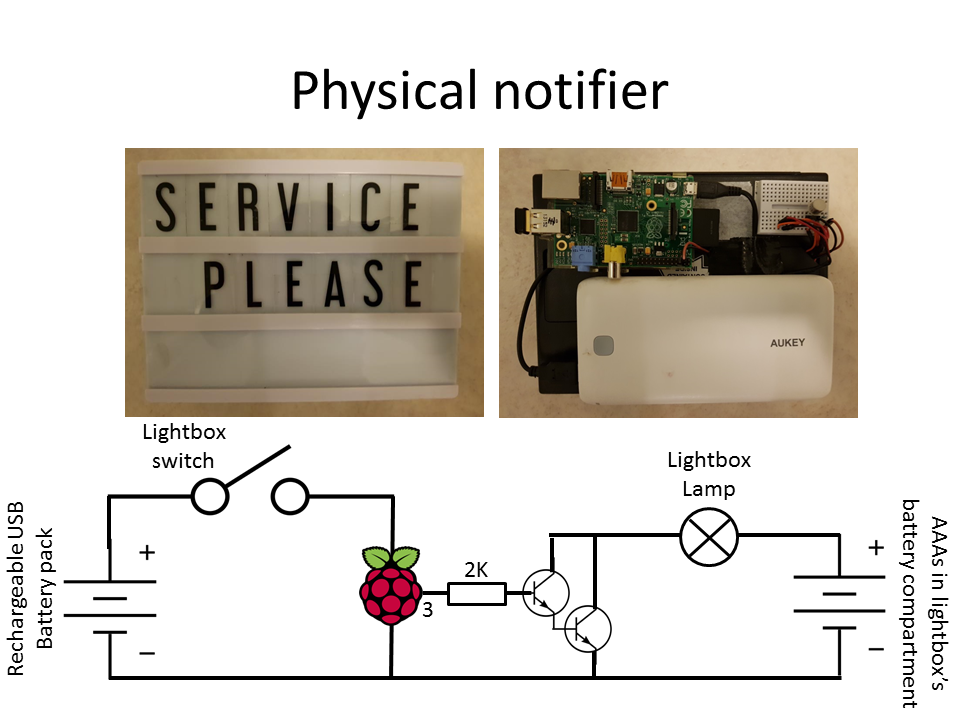 Physical notifier
SERVICE
PLEASE
AUKEY
Lightbox
switch
Lightbox
Lamp
Rechargeable USB
Battery pack
+
−
3
2K
+
−
AAAs in lightbox’s
battery compartment